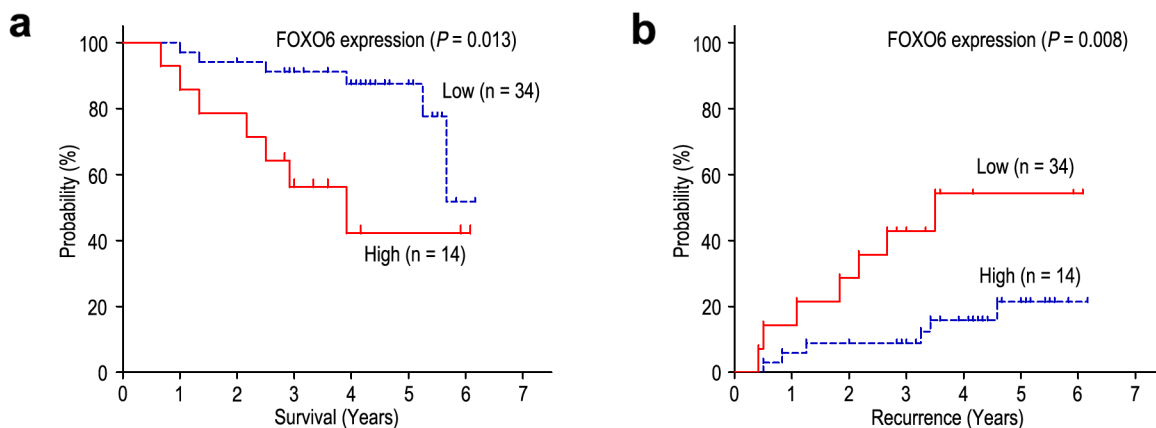 a
FOXO6 expression (P = 0.013)
Low (n = 34)
High (n = 14)
Probability (%)
100
80
60
40
20
0
0 1 2 3 4 5 6 7
Survival (Years)
b
FOXO6 expression (P = 0.008)
Low (n = 34)
High (n = 14)
Probability (%)
100
80
60
40
20
0
0 1 2 3 4 5 6 7
Recurrence (Years)